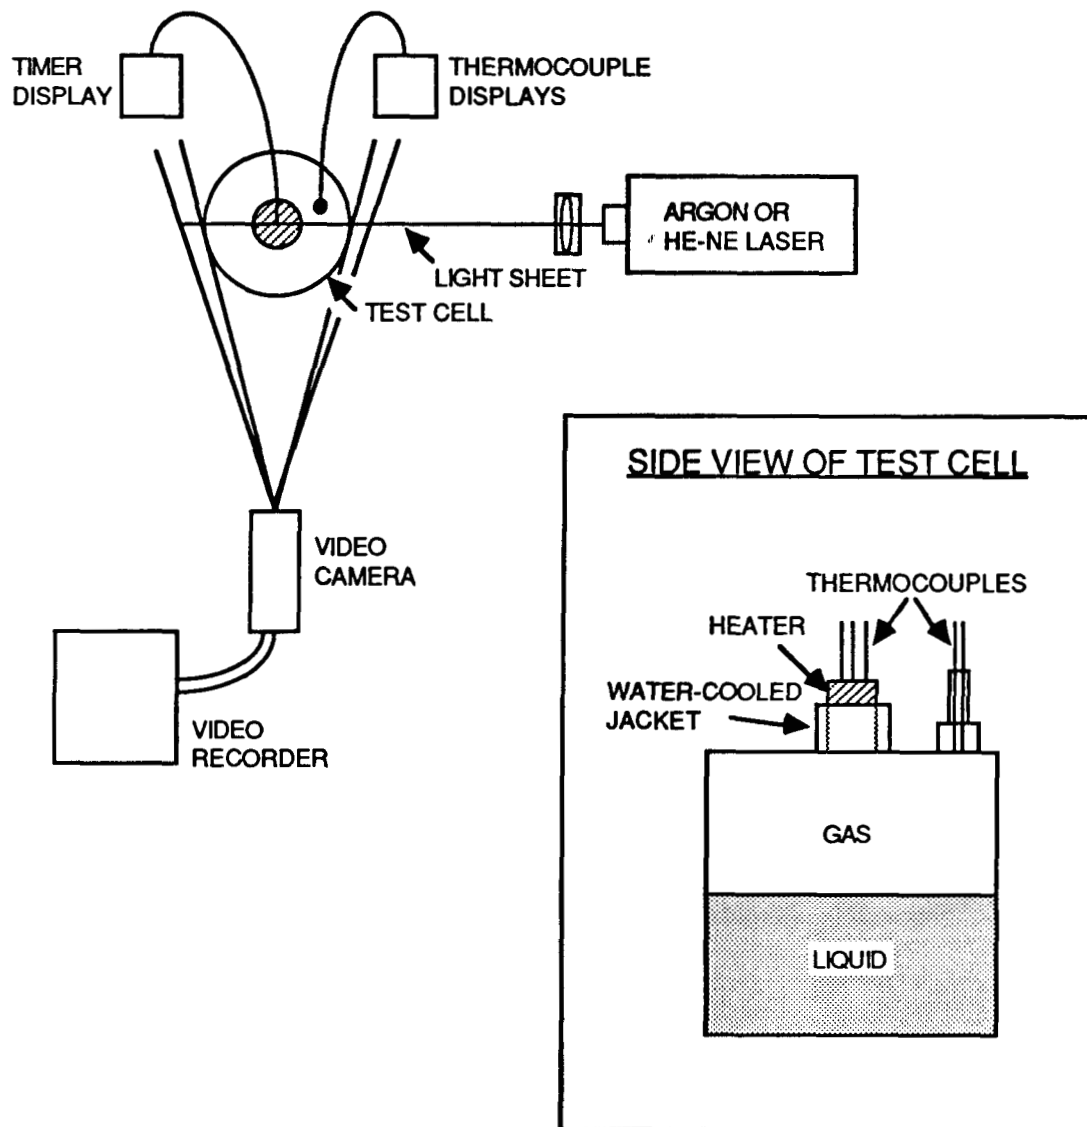 TIMER
DISPLAY
THERMOCOUPLE
DISPLAYS
ARGON OR
HE-NE LASER
LIGHT SHEET
TEST CELL
VIDEO
CAMERA
VIDEO
RECORDER
SIDE VIEW OF TEST CELL
THERMOCOUPLES
HEATER
WATER-COOLED
JACKET
GAS
LIQUID